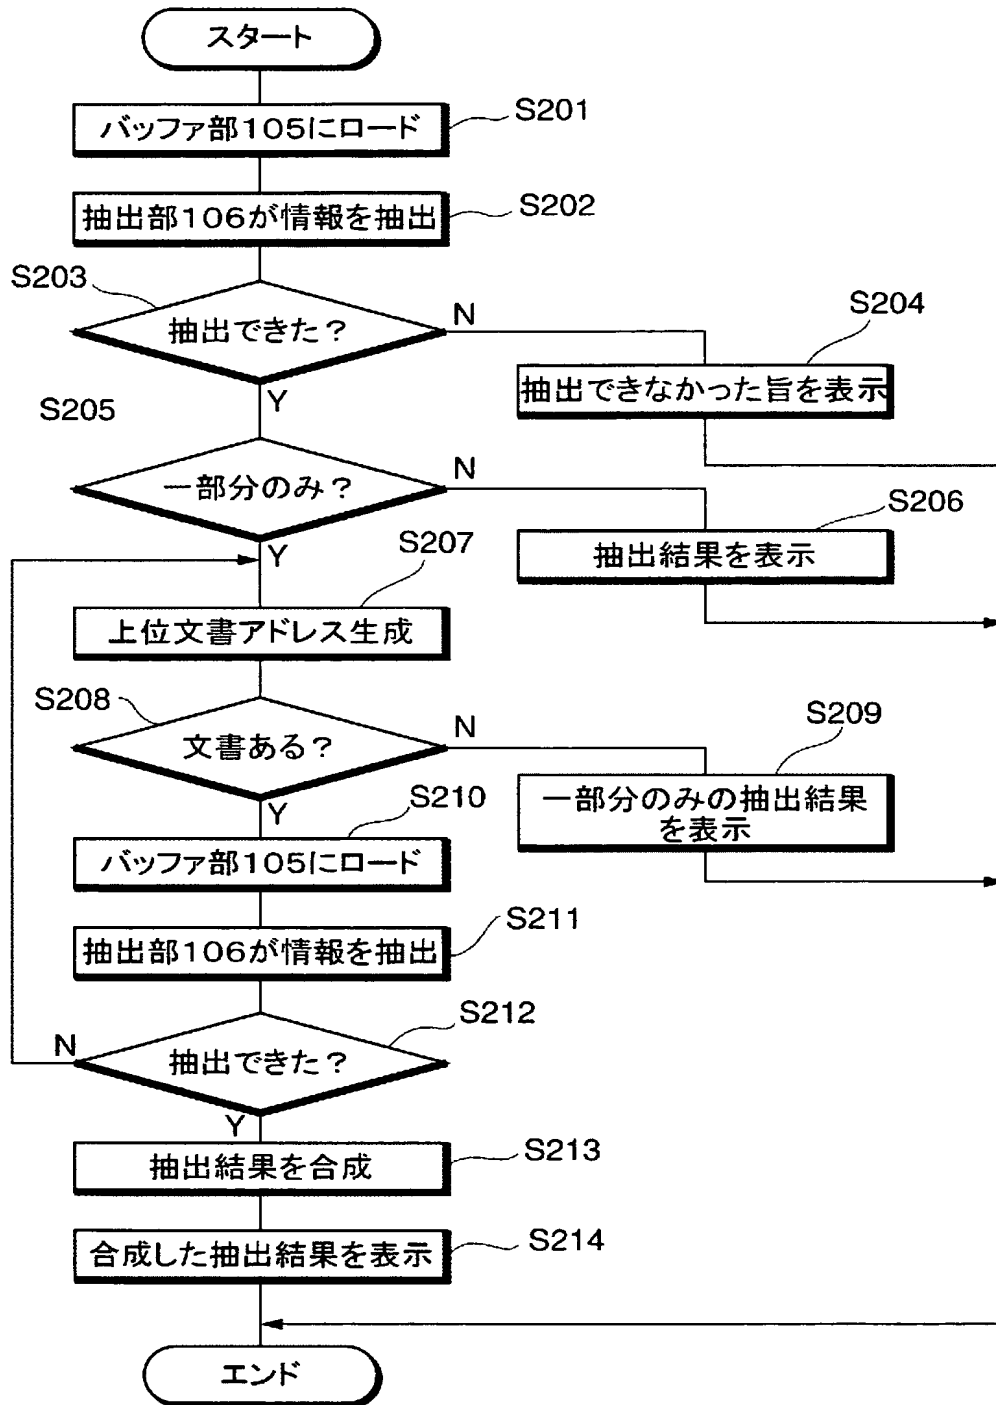 スタート
バッファ部105にロード
S201
抽出部106が情報を抽出
S202
S203
抽出できた？
N
S204
抽出できなかった旨を表示
Y
S205
一部分のみ？
N
S206
抽出結果を表示
Y
S207
上位文書アドレス生成
S208
文書ある？
N
S209
一部分のみの抽出結果
を表示
Y
S210
バッファ部105にロード
S211
抽出部106が情報を抽出
S212
N
抽出できた？
Y
S213
抽出結果を合成
合成した抽出結果を表示
S214
エンド